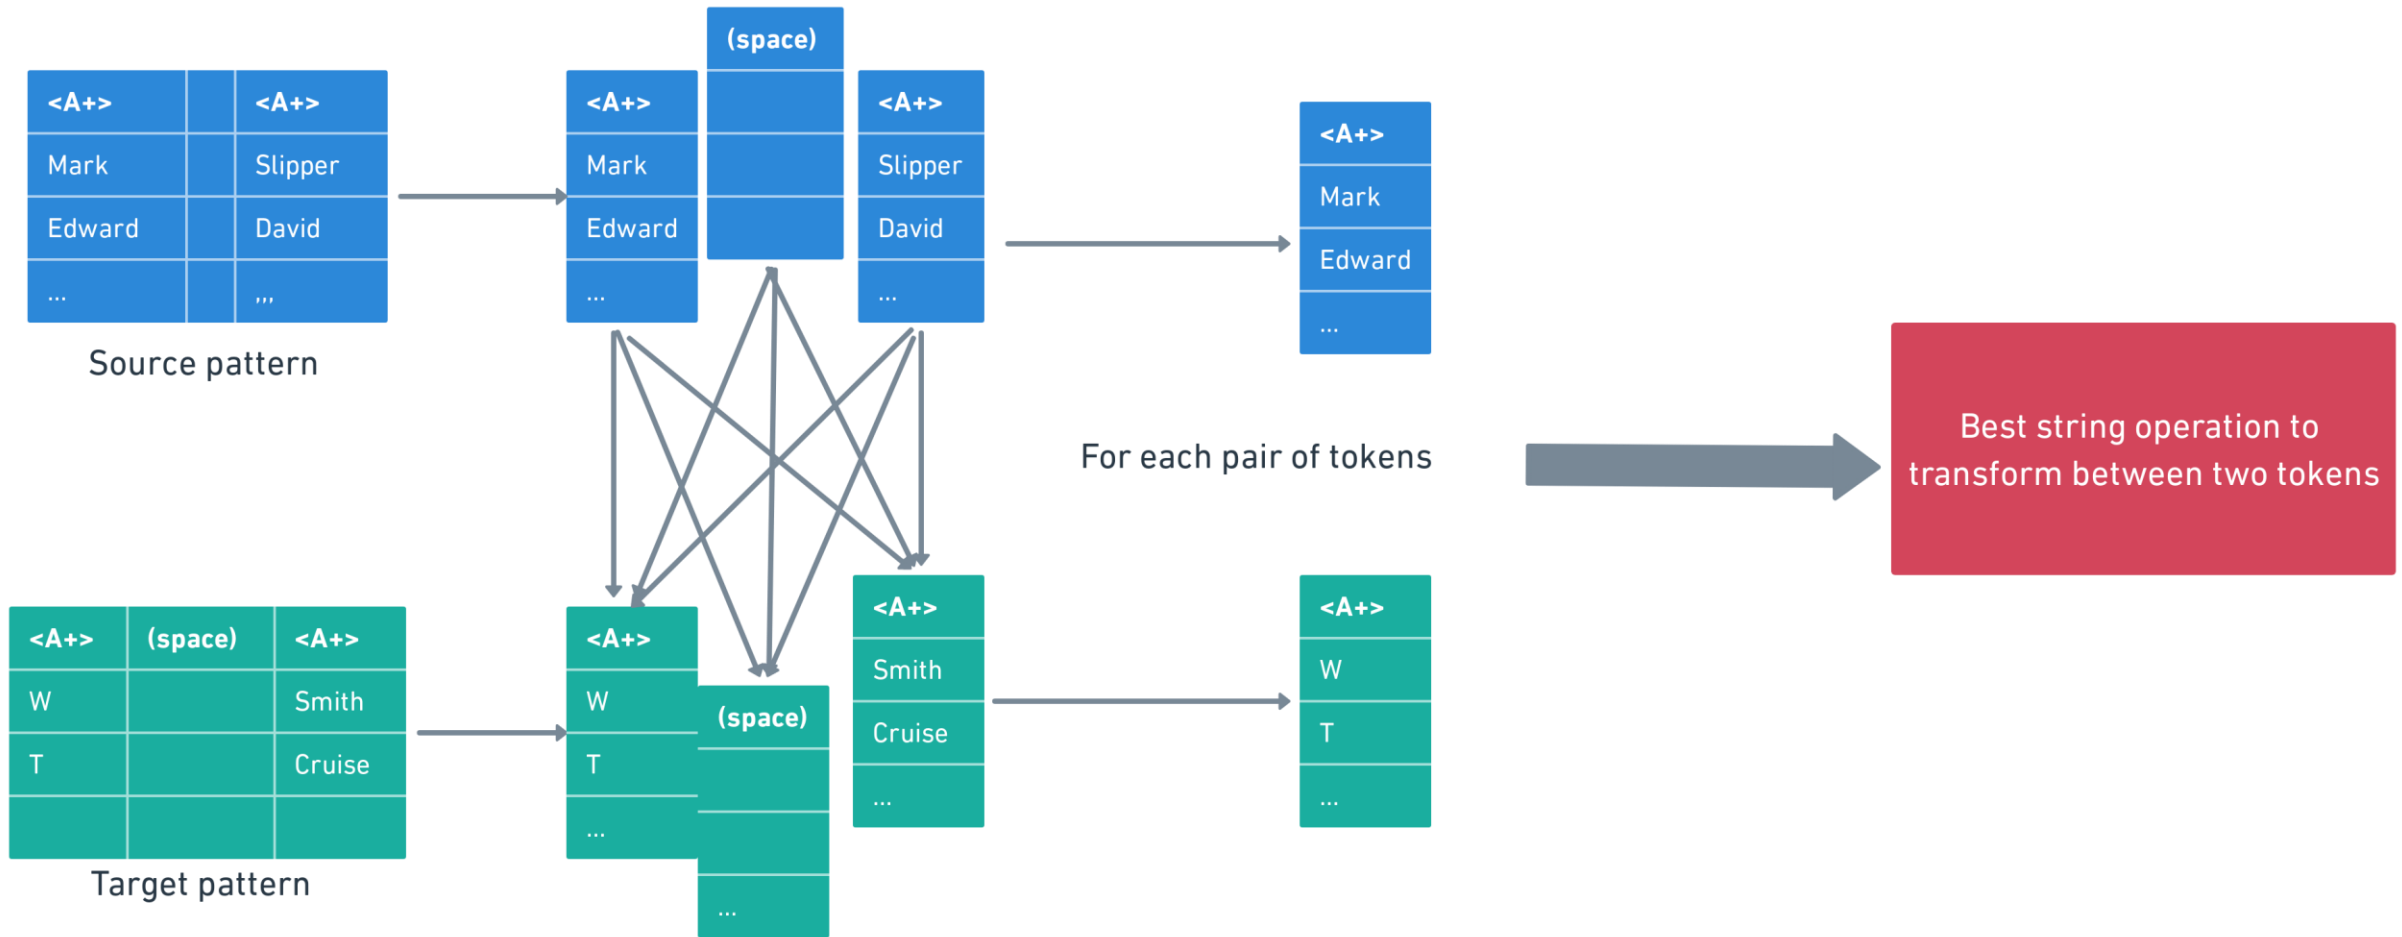 <A+> <A+>
Mark Slipper
Edward David
... ,,,
Source pattern
<A+>
Mark
Edward
...
(space)
<A+>
Slipper
David
...
<A+>
Mark
Edward
...
For each pair of tokens
Best string operation to
transform between two tokens
<A+> (space) <A+>
W Smith
T Cruise
Target pattern
<A+>
W
T
...
(space)
...
<A+>
Smith
Cruise
...
<A+>
W
T
...